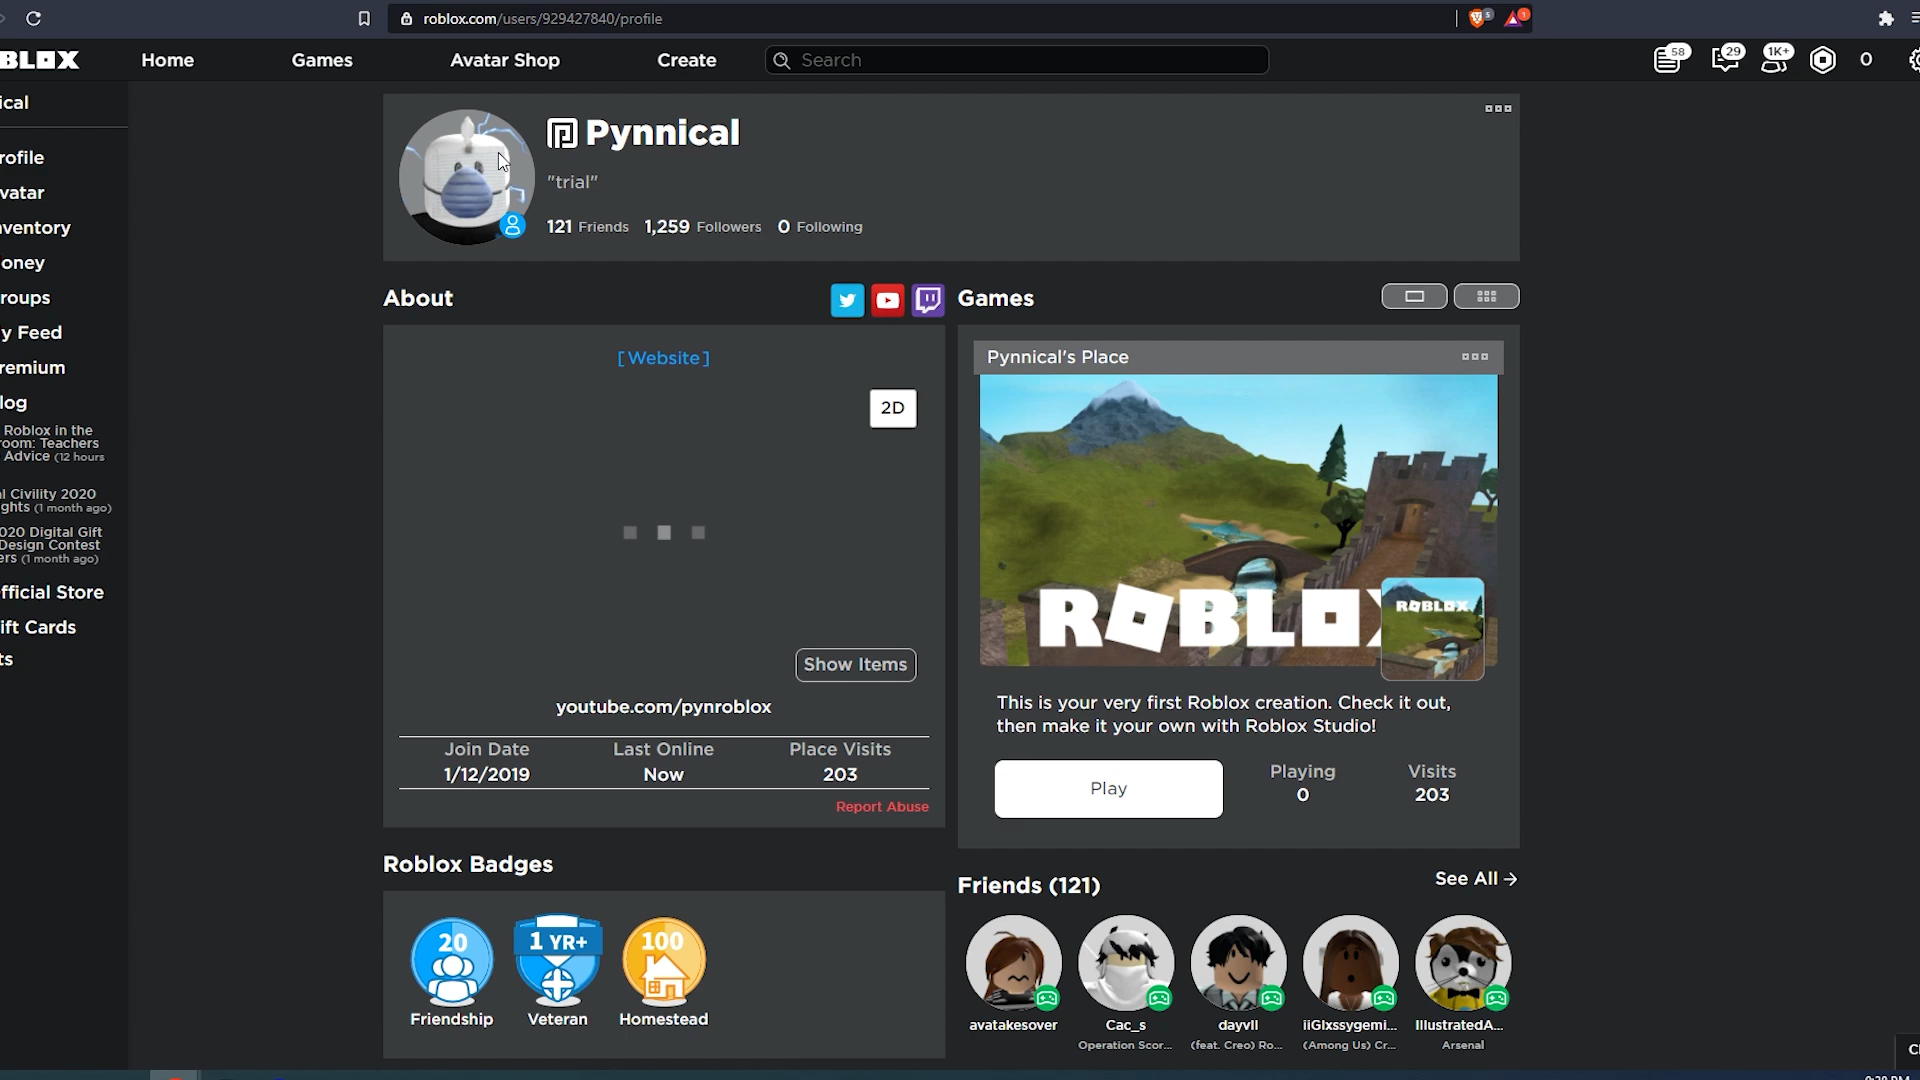 roblox.com/users/929427840/profile
5
1
BLOX
Home
Games
Avatar Shop
Create
Search
58
29
1K+
0
ical
rofile
vatar
nventory
oney
roups
y Feed
remium
log
Roblox in the
room: Teachers
Advice (12 hours
l Civility 2020
ghts (1 month ago)
020 Digital Gift
Design Contest
ers (1 month ago)
fficial Store
ift Cards
ts
Pynnical
"trial"
121 Friends 1,259 Followers 0 Following
About
[ Website ]
2D
Show Items
youtube.com/pynroblox
Join Date
Last Online
Place Visits
1/12/2019
Now
203
Report Abuse
Roblox Badges
20
1 YR+
100
Friendship
Veteran
Homestead
Games
Pynnical's Place
ROBLOX
ROBLOX
This is your very first Roblox creation. Check it out,
then make it your own with Roblox Studio!
Play
Playing
0
Visits
203
Friends (121)
See All
avatakesover
Cac_s
Operation Scor...
dayvll
(feat. Creo) Ro...
iiGlxssygemi...
(Among Us) Cr...
IllustratedA...
Arsenal